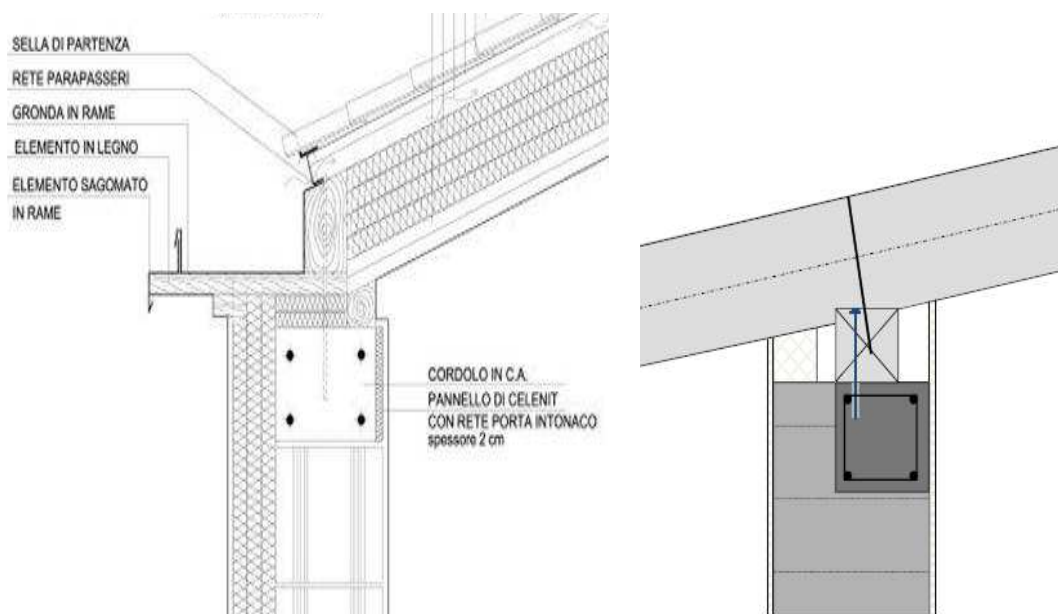 SELLA DI PARTENZA
RETE PARAPASSERI
GRONDA IN RAME
ELEMENTO IN LEGNO
ELEMENTO SAGOMATO
IN RAME
CORDOLO IN C.A.
PANNELLO DI CELENIT
CON RETE PORTA INTONACO
spessore 2 cm